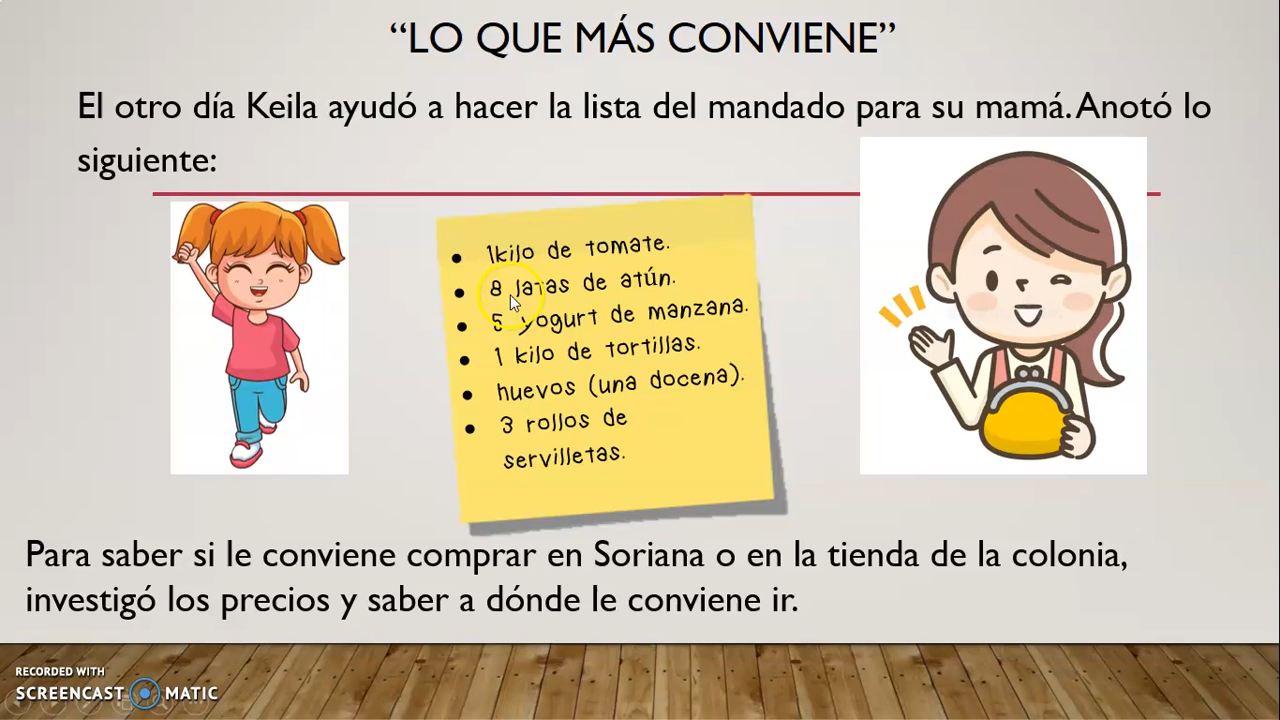 “LO QUE MÁS CONVIENE”
El otro día Keila ayudó a hacer la lista del mandado para su mamá. Anotó lo
siguiente:
• 1kilo de tomate.
• 8 latas de atún.
• 5 yogurt de manzana.
• 1 kilo de tortillas.
• huevos (una docena).
• 3 rollos de
servilletas.
Para saber si le conviene comprar en Soriana o en la tienda de la colonia,
investigó los precios y saber a dónde le conviene ir.
RECORDED WITH
SCREENCAST MATIC